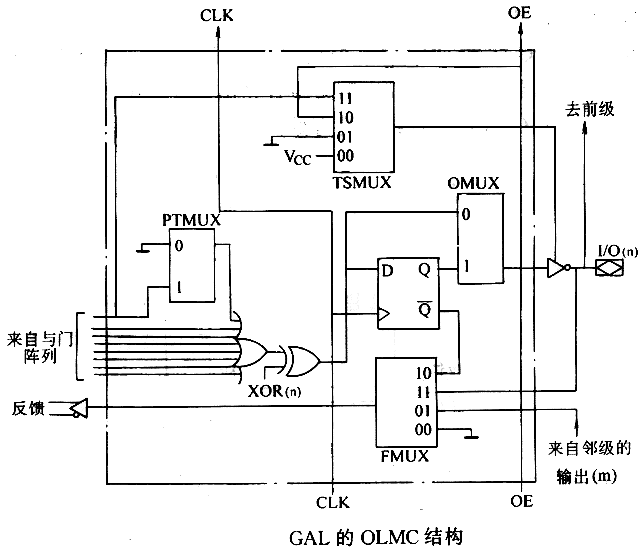 CLK
OE
11
10
01
VCC 00
TSMUX
去前级
OMUX
0
1
PTMUX
0
1
I/O(n)
D Q
Q̅
来自与门
阵列
XOR(n)
10
11
01
00
FMUX
反馈
来自邻级的
输出(m)
CLK
OE
GAL 的 OLMC 结构